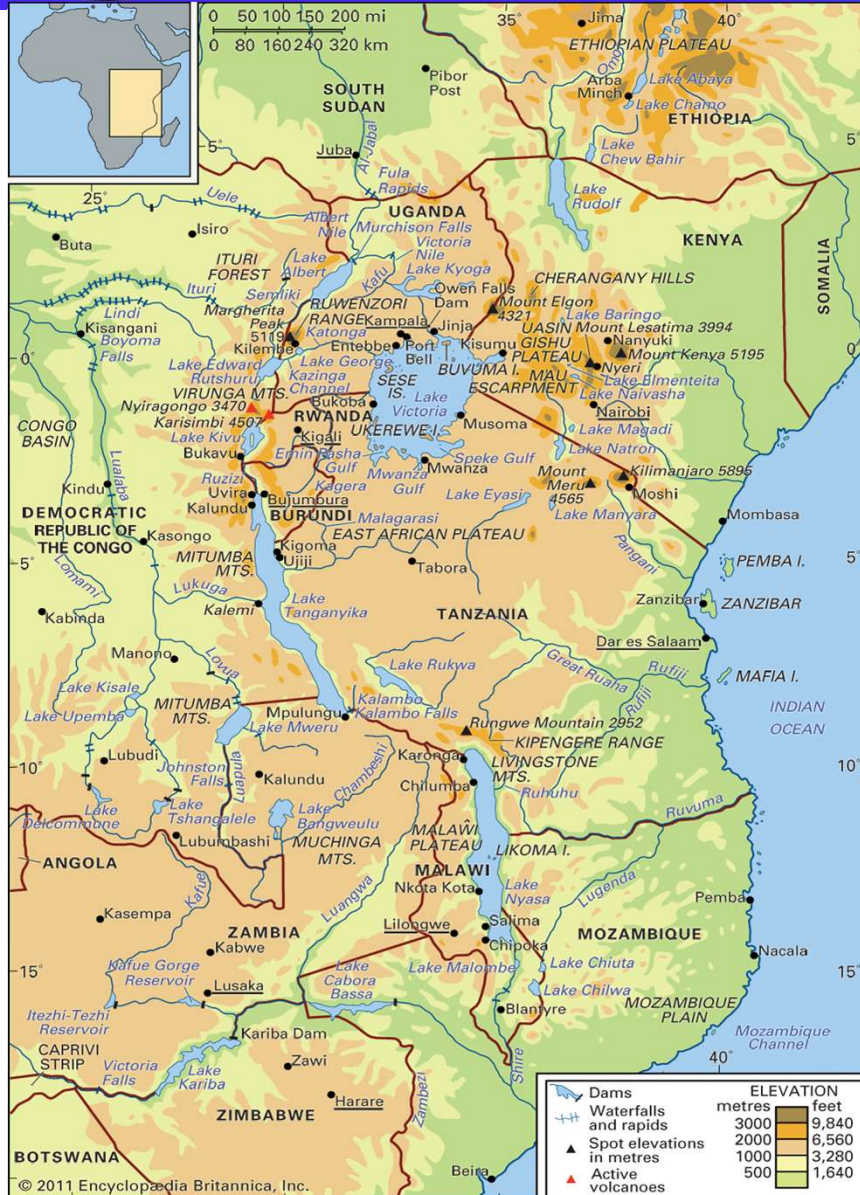 0 50 100 150 200 mi
0 80 160 240 320 km
35°
40°
Jima
ETHIOPIAN PLATEAU
Omo
Pibor
Post
SOUTH
SUDAN
Arba
Minch
Lake Abaya
Lake Chamo
ETHIOPIA
Al-Jabal
5°
Juba
Lake
Chew Bahir
5°
25°
Fula
Rapids
Lake
Rudolf
Uele
Albert
Nile
UGANDA
Murchison Falls
KENYA
SOMALIA
Buta
Isiro
ITURI
FOREST
Lake
Albert
Victoria
Nile
Kafu
Lake Kyoga
Owen Falls
Dam
CHERANGANY HILLS
Mount Elgon
4321
Ituri
Semliki
Lindi
Kisangani
Boyoma
Falls
Margherita
Peak
5119
RUWENZORI
RANGE
Katonga
Kilembe
Kampala
Jinja
Entebbe
Port
Bell
Kisumu
Lake Baringo
UASIN
GISHU
PLATEAU
Mount Lesatima 3994
Nanyuki
Mount Kenya 5195
Nyeri
0°
0°
Lake Edward
Rutshuru
Lake George
Kazinga
Channel
BUVUMA I.
MAU
ESCARPMENT
Lake Elmenteita
Lake Naivasha
VIRUNGA MTS.
Nyiragongo 3470
Karisimbi 4507
Bukoba
SESE
IS.
Lake
Victoria
Nairobi
CONGO
BASIN
RWANDA
Kigali
UKEREWE I.
Musoma
Lake Magadi
Lake Natron
Lake Kivu
Bukavu
Emin Pasha
Gulf
Mwanza
Speke Gulf
Mwanza
Gulf
Mount
Meru
4565
Kilimanjaro 5895
Moshi
Kindu
Lualaba
Ruzizi
Uvira
Kalundu
Bujumbura
BURUNDI
Kagera
Lake Eyasi
Lake Manyara
Mombasa
DEMOCRATIC
REPUBLIC OF
THE CONGO
Malagarasi
EAST AFRICAN PLATEAU
Pangani
Kasongo
5°
5°
MITUMBA
MTS.
Kigoma
Ujiji
Tabora
PEMBA I.
Lomami
Lukuga
Kalemi
Lake
Tanganyika
TANZANIA
Zanzibar
ZANZIBAR
Kabinda
Dar es Salaam
Manono
Lowa
Lake Rukwa
Great Ruaha
Rufiji
Rufiji
MAFIA I.
Lake Kisale
Lake Upemba
MITUMBA
MTS.
Mpulungu
Kalambo
Kalambo Falls
INDIAN
OCEAN
Lake Mweru
Rungwe Mountain 2952
KIPENGERE RANGE
Lubudi
Johnston
Falls
Luapula
Kalundu
Chambeshi
Karonga
LIVINGSTONE
MTS.
10°
10°
Chilumba
Ruhuhu
Lake
Delcommune
Lake
Tshangalele
Lake
Bangweulu
Ruvuma
Lubumbashi
MUCHINGA
MTS.
MALAŴI
PLATEAU
LIKOMA I.
ANGOLA
MALAWI
Nkota Kota
Lake
Nyasa
Lugenda
Kafue
Luangwa
Pemba
Kasempa
ZAMBIA
Lilongwe
Salima
MOZAMBIQUE
Kabwe
Chipoka
Nacala
15°
15°
Kafue Gorge
Reservoir
Lusaka
Lake
Cabora
Bassa
Lake Malombe
Lake Chiuta
Lake Chilwa
MOZAMBIQUE
PLAIN
Itezhi-Tezhi
Reservoir
Blantyre
Kariba Dam
Mozambique
Channel
CAPRIVI
STRIP
Victoria
Falls
Lake
Kariba
Zawi
40°
Shire
Zambezi
Harare
ZIMBABWE
BOTSWANA
Beira
Dams
Waterfalls
and rapids
Spot elevations
in metres
Active
volcanoes
ELEVATION
metres feet
3000 9,840
2000 6,560
1000 3,280
500 1,640
© 2011 Encyclopædia Britannica, Inc.